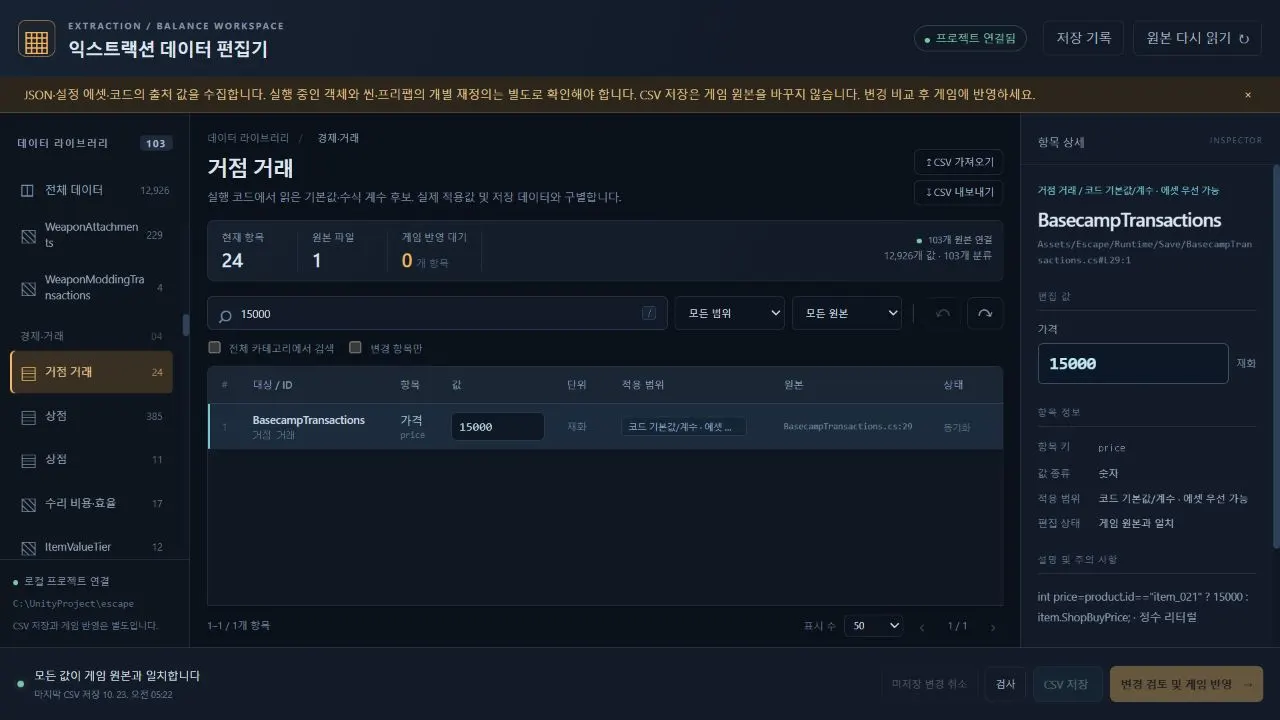 EXTRACTION / BALANCE WORKSPACE
익스트랙션 데이터 편집기
프로젝트 연결됨
저장 기록
원본 다시 읽기 ↻
JSON·설정 에셋·코드의 출처 값을 수집합니다. 실행 중인 객체와 씬·프리팹의 개별 재정의는 별도로 확인해야 합니다. CSV 저장은 게임 원본을 바꾸지 않습니다. 변경 비교 후 게임에 반영하세요.
×
데이터 라이브러리 103
전체 데이터 12,926
WeaponAttachmen
ts
229
WeaponModdingTra
nsactions
4
경제·거래 04
거점 거래 24
상점 385
상점 11
수리 비용·효율 17
ItemValueTier 12
로컬 프로젝트 연결
C:\UnityProject\escape
CSV 저장과 게임 반영은 별도입니다.
데이터 라이브러리 / 경제·거래
거점 거래
실행 코드에서 읽은 기본값·수식 계수 후보. 실제 적용값 및 저장 데이터와 구별합니다.
↥ CSV 가져오기
↧ CSV 내보내기
현재 항목
24
원본 파일
1
게임 반영 대기
0 개 항목
103개 원본 연결
12,926개 값 · 103개 분류
15000 /
모든 범위
모든 원본
전체 카테고리에서 검색
변경 항목만
# 대상 / ID 항목 값 단위 적용 범위 원본 상태
1 BasecampTransactions 가격 15000 재화 코드 기본값/계수 · 에셋 ... BasecampTransactions.cs:29 동기화
거점 거래 price
1–1 / 1개 항목
표시 수 50 ‹ 1 / 1 ›
항목 상세 INSPECTOR
거점 거래 / 코드 기본값/계수 · 에셋 우선 가능
BasecampTransactions
Assets/Escape/Runtime/Save/BasecampTran
sactions.cs#L29:1
편집 값
가격
15000 재화
항목 정보
항목 키 price
값 종류 숫자
적용 범위 코드 기본값/계수 · 에셋 우선 가능
편집 상태 게임 원본과 일치
설명 및 주의 사항
int price=product.id=="item_021" ? 15000 :
item.ShopBuyPrice; · 정수 리터럴
모든 값이 게임 원본과 일치합니다
마지막 CSV 저장 10. 23. 오전 05:22
미저장 변경 취소
검사
CSV 저장
변경 검토 및 게임 반영 →